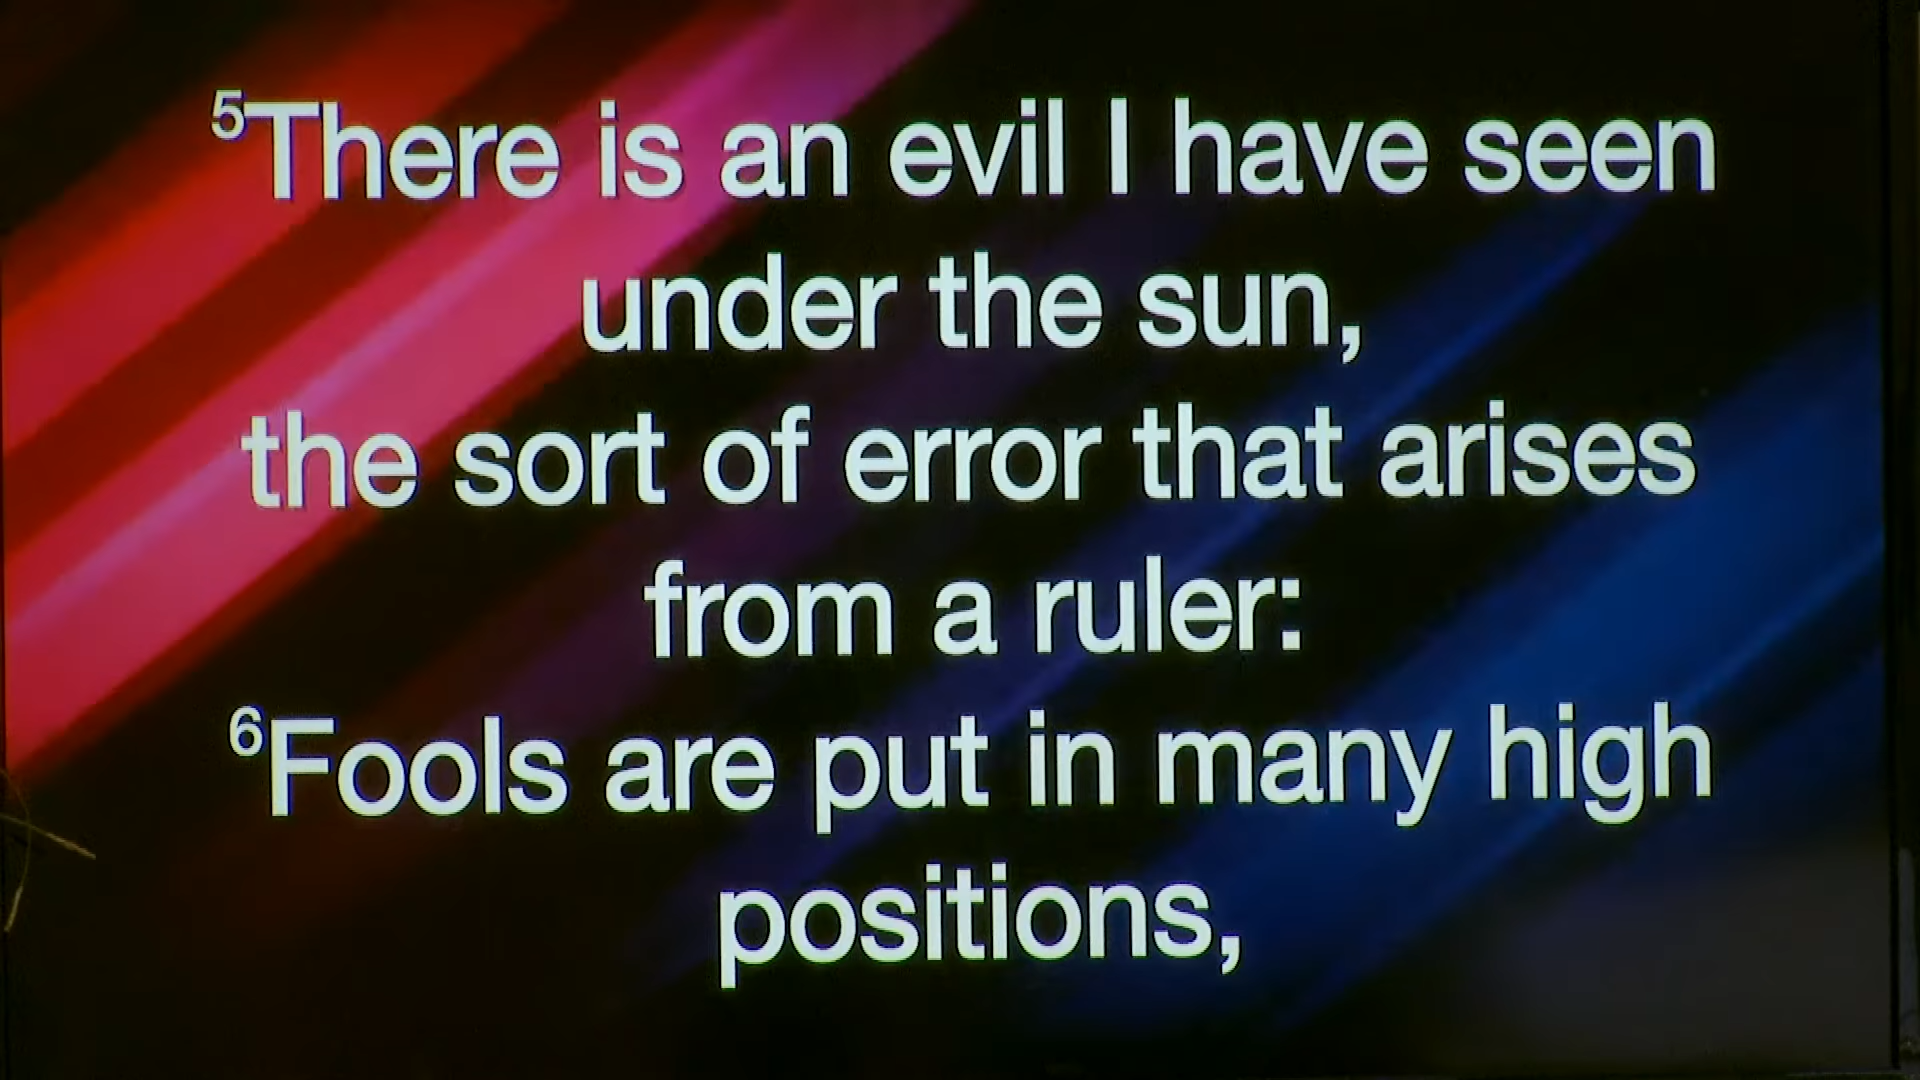 ⁵There is an evil I have seen
under the sun,
the sort of error that arises
from a ruler:
⁶Fools are put in many high
positions,